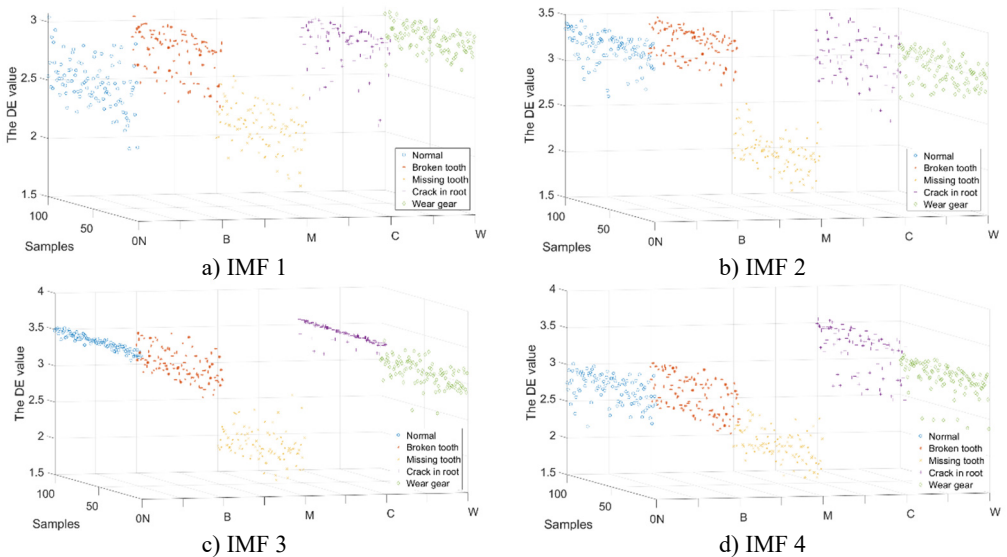 3
2.5
2
1.5
The DE value
100
50
Samples
0N
B
M
C
W
Normal
Broken tooth
Missing tooth
Crack in root
Wear gear
a) IMF 1
3.5
3
2.5
2
1.5
The DE value
100
50
Samples
0N
B
M
C
W
Normal
Broken tooth
Missing tooth
Crack in root
Wear gear
b) IMF 2
4
3.5
3
2.5
2
1.5
The DE value
100
50
Samples
0N
B
M
C
W
Normal
Broken tooth
Missing tooth
Crack in root
Wear gear
c) IMF 3
4
3.5
3
2.5
2
1.5
The DE value
100
50
Samples
0N
B
M
C
W
Normal
Broken tooth
Missing tooth
Crack in root
Wear gear
d) IMF 4